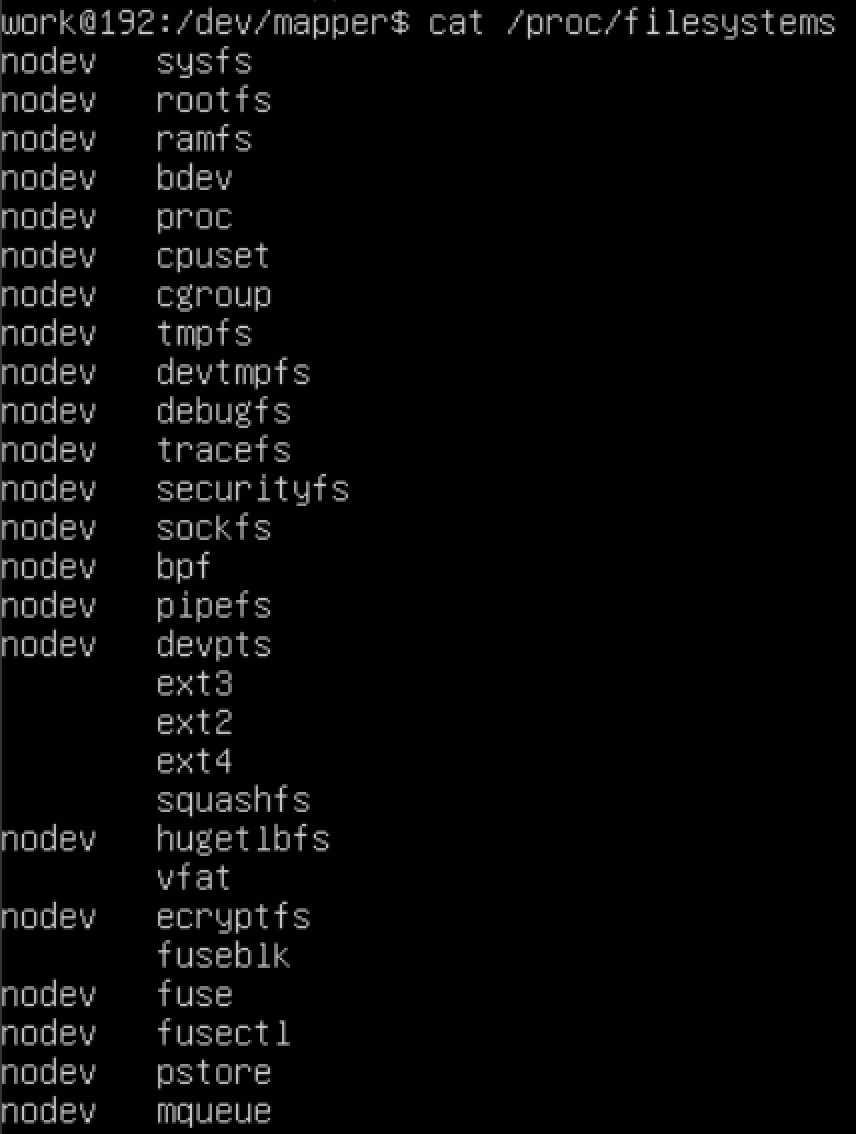 work@192:/dev/mapper$ cat /proc/filesystems
nodev   sysfs
nodev   rootfs
nodev   ramfs
nodev   bdev
nodev   proc
nodev   cpuset
nodev   cgroup
nodev   tmpfs
nodev   devtmpfs
nodev   debugfs
nodev   tracefs
nodev   securityfs
nodev   sockfs
nodev   bpf
nodev   pipefs
nodev   devpts
        ext3
        ext2
        ext4
        squashfs
nodev   hugetlbfs
        vfat
nodev   ecryptfs
        fuseblk
nodev   fuse
nodev   fusectl
nodev   pstore
nodev   mqueue